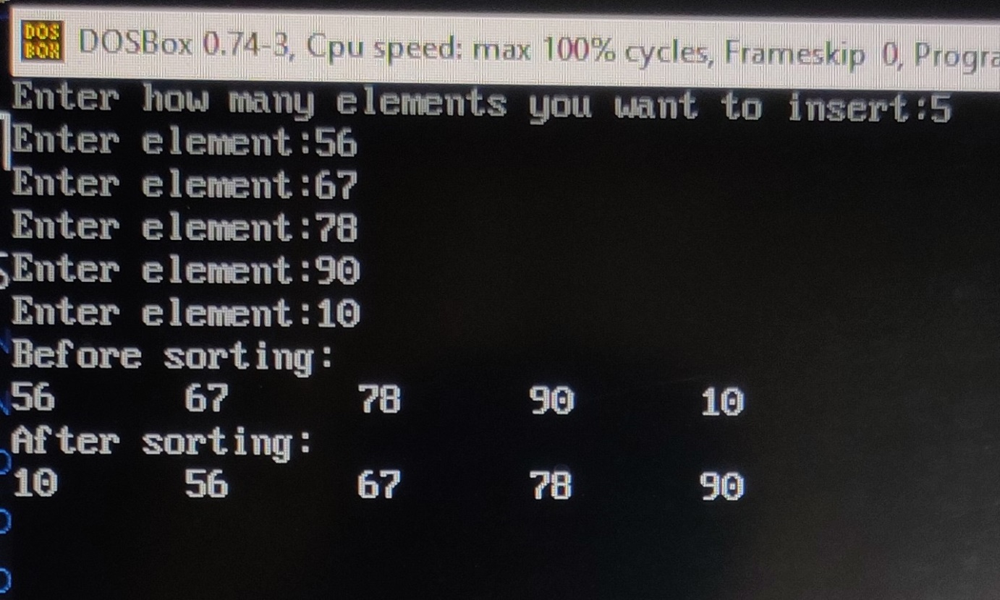 DOS
BOX
DOSBox 0.74-3, Cpu speed: max 100% cycles, Frameskip 0,
Enter how many elements you want to insert:5
Enter element:56
Enter element:67
Enter element:78
Enter element:90
Enter element:10
Before sorting:
56 67 78 90 10
After sorting:
10 56 67 78 90